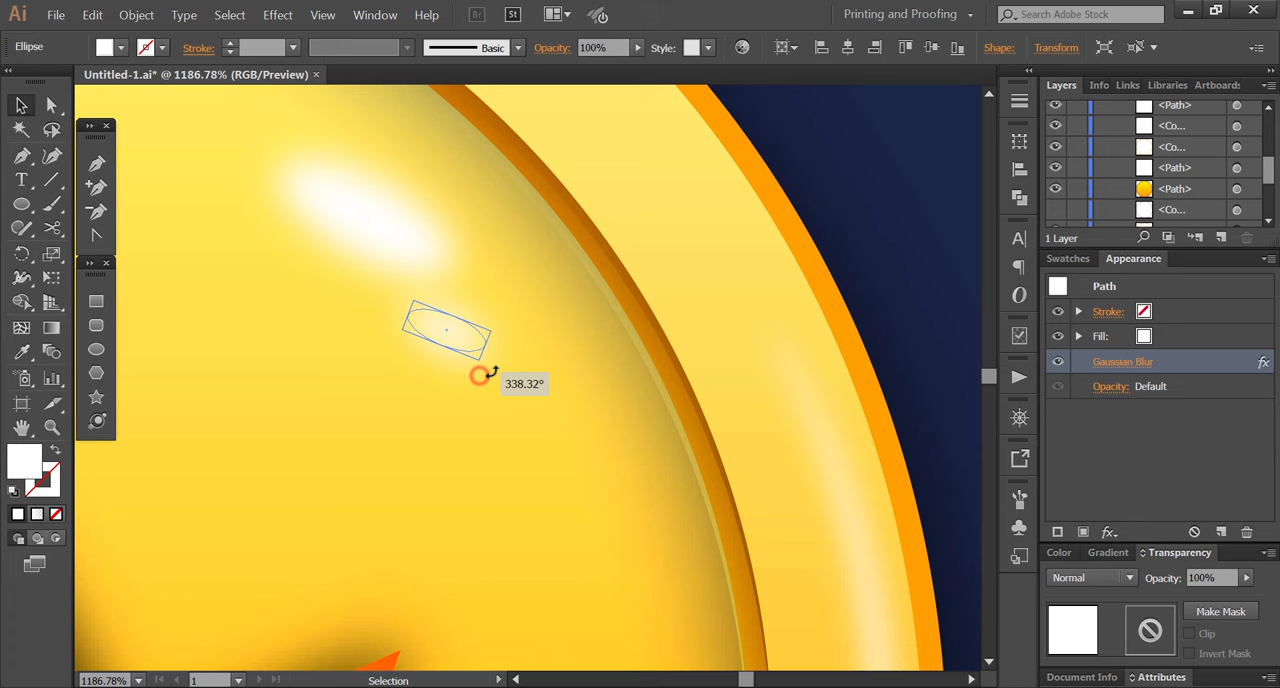 Ai File Edit Object Type Select Effect View Window Help Br St Printing and Proofing Search Adobe Stock
Ellipse Stroke: Basic Opacity: 100% Style: Shape: Transform
Untitled-1.ai* @ 1186.78% (RGB/Preview) ×
Layers Info Links Libraries Artboards
<Path>
<Co...
<Co...
<Path>
<Path>
<Co...
1 Layer
Swatches Appearance
Path
Stroke:
Fill:
Gaussian Blur fx
Opacity: Default
338.32°
Color Gradient Transparency
Normal Opacity: 100%
Make Mask
Clip
Invert Mask
Document Info Attributes
1186.78% 1 Selection